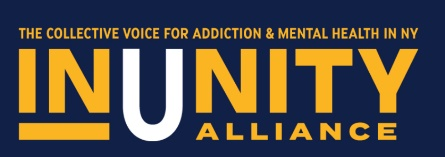 THE COLLECTIVE VOICE FOR ADDICTION & MENTAL HEALTH IN NY
INUNITY
ALLIANCE